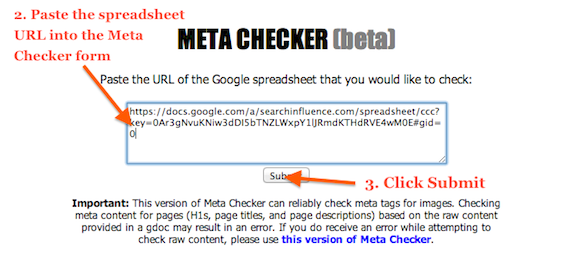 2. Paste the spreadsheet
URL into the Meta
Checker form
META CHECKER (beta)
Paste the URL of the Google spreadsheet that you would like to check:
https://docs.google.com/a/searchinfluence.com/spreadsheet/ccc?
key=0Ar3gNvuKNiw3dDI5bTNZLWxpY1lJRmdKTHdRVE4wM0E#gid=
0
Submit
3. Click Submit
Important: This version of Meta Checker can reliably check meta tags for images. Checking
meta content for pages (H1s, page titles, and page descriptions) based on the raw content
provided in a gdoc may result in an error. If you do receive an error while attempting to
check raw content, please use this version of Meta Checker.